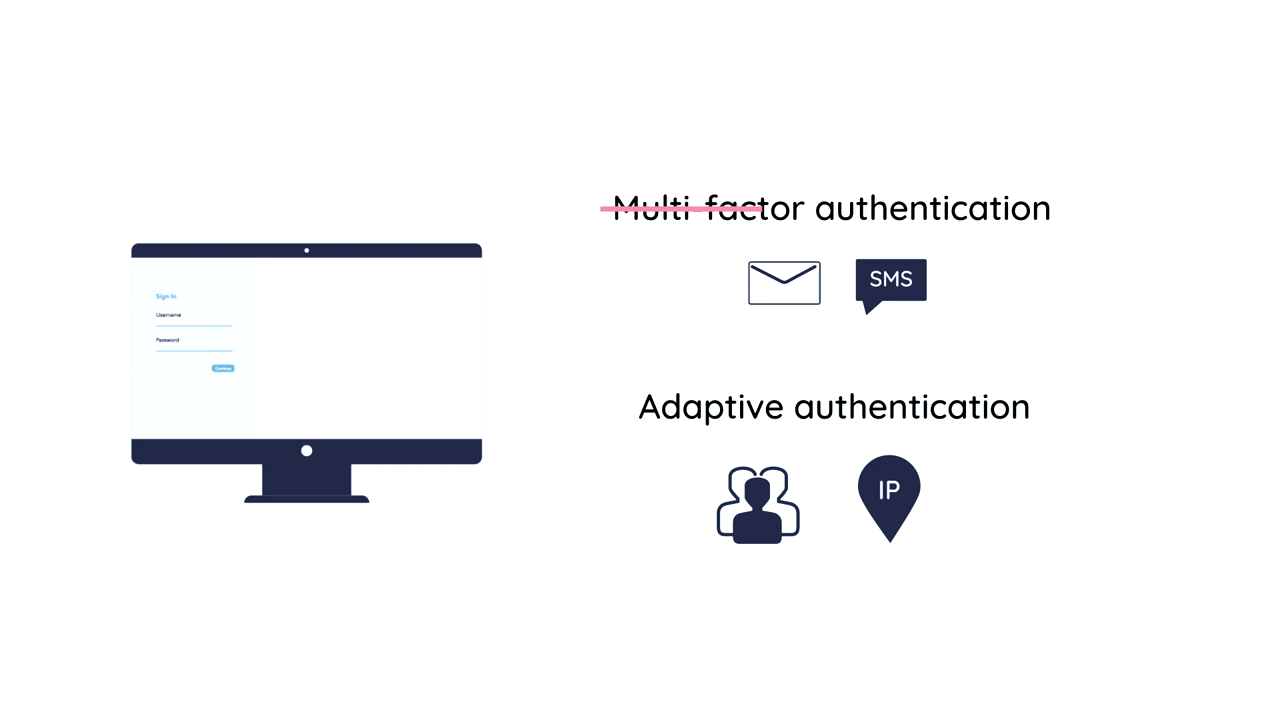 Multi-factor authentication
SMS
Sign In
Username
Password
Continue
Adaptive authentication
IP